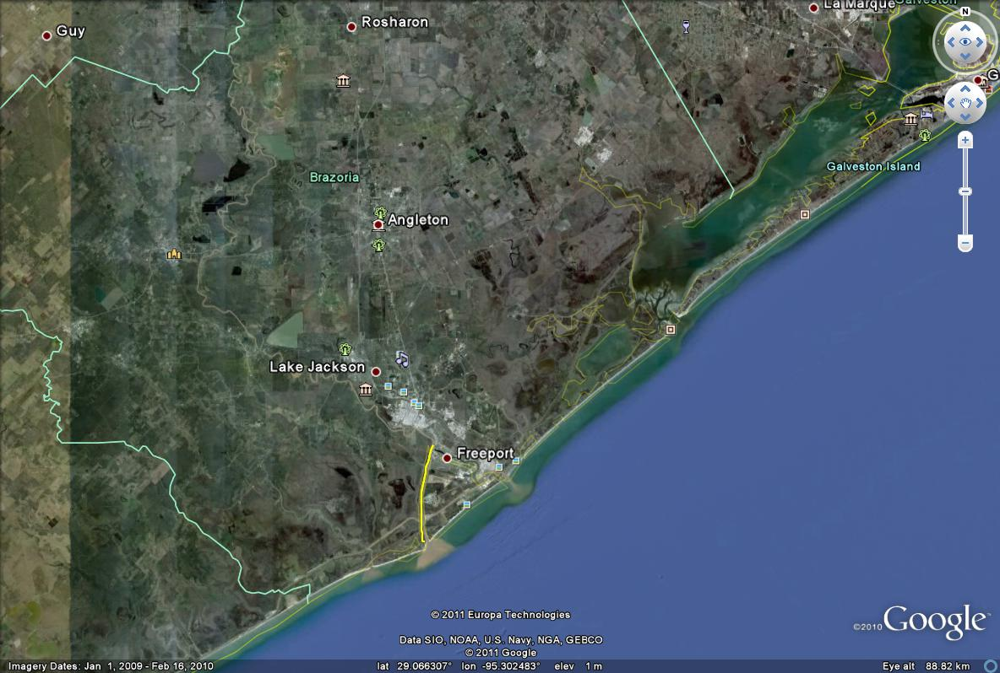 La Marque
Galveston
Guy
Rosharon
N
G
Galveston Island
Brazoria
Angleton
Lake Jackson
Freeport
© 2011 Europa Technologies
©2010 Google
Data SIO, NOAA, U.S. Navy, NGA, GEBCO
© 2011 Google
Imagery Dates: Jan 1, 2009 - Feb 16, 2010 lat 29.066307° lon -95.302483° elev 1 m Eye alt 88.82 km